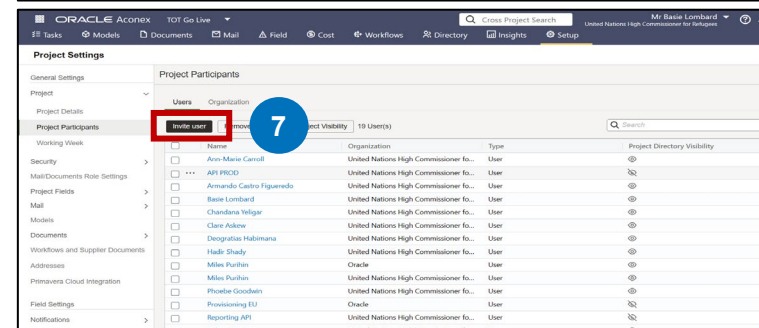 ORACLE Aconex TOT Go Live Cross Project Search Mr Basie Lombard
United Nations High Commissioner for Refugees
Tasks Models Documents Mail Field Cost Workflows Directory Insights Setup
Project Settings
General Settings
Project
Project Details
Project Participants
Working Week
Security
Mail/Documents Role Settings
Project Fields
Mail
Models
Documents
Workflows and Supplier Documents
Addresses
Primavera Cloud Integration
Field Settings
Notifications
Project Participants
Users Organization
Invite user 7 Visibility 19 User(s) Search
Name Organization Type Project Directory Visibility
Ann-Marie Carroll United Nations High Commissioner fo... User
API PROD United Nations High Commissioner fo... User
Armando Castro Figueredo United Nations High Commissioner fo... User
Basie Lombard United Nations High Commissioner fo... User
Chandana Yeligar United Nations High Commissioner fo... User
Clare Askew United Nations High Commissioner fo... User
Deogratias Habimana United Nations High Commissioner fo... User
Hadir Shady United Nations High Commissioner fo... User
Miles Purihin Oracle User
Miles Purihin United Nations High Commissioner fo... User
Phoebe Goodwin United Nations High Commissioner fo... User
Provisioning EU Oracle User
Reporting API United Nations High Commissioner fo... User